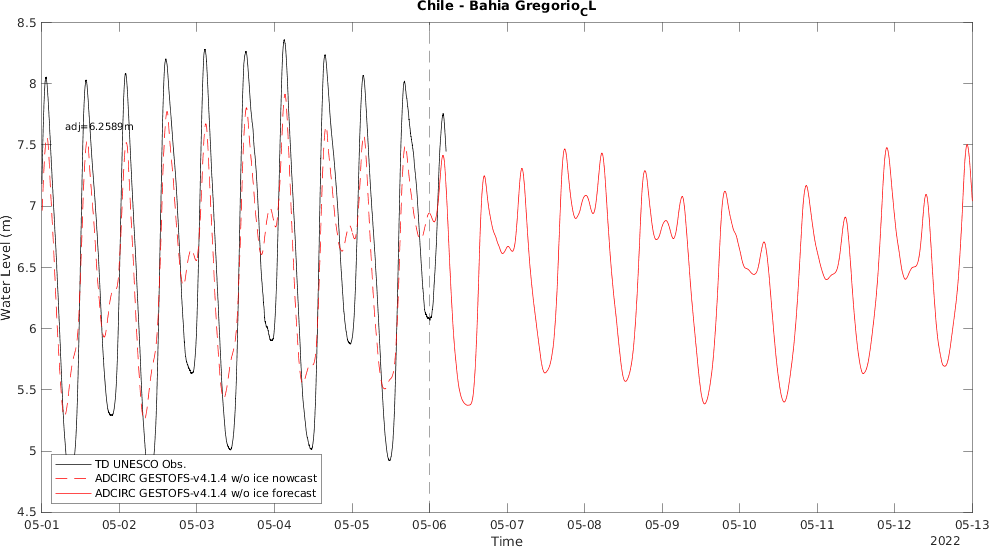 Chile - Bahia Gregorio_CL
8.5
8
7.5
7
6.5
6
5.5
5
4.5
Water Level (m)
adj=6.2589m
TD UNESCO Obs.
ADCIRC GESTOFS-v4.1.4 w/o ice nowcast
ADCIRC GESTOFS-v4.1.4 w/o ice forecast
05-01 05-02 05-03 05-04 05-05 05-06 05-07 05-08 05-09 05-10 05-11 05-12 05-13
Time
2022